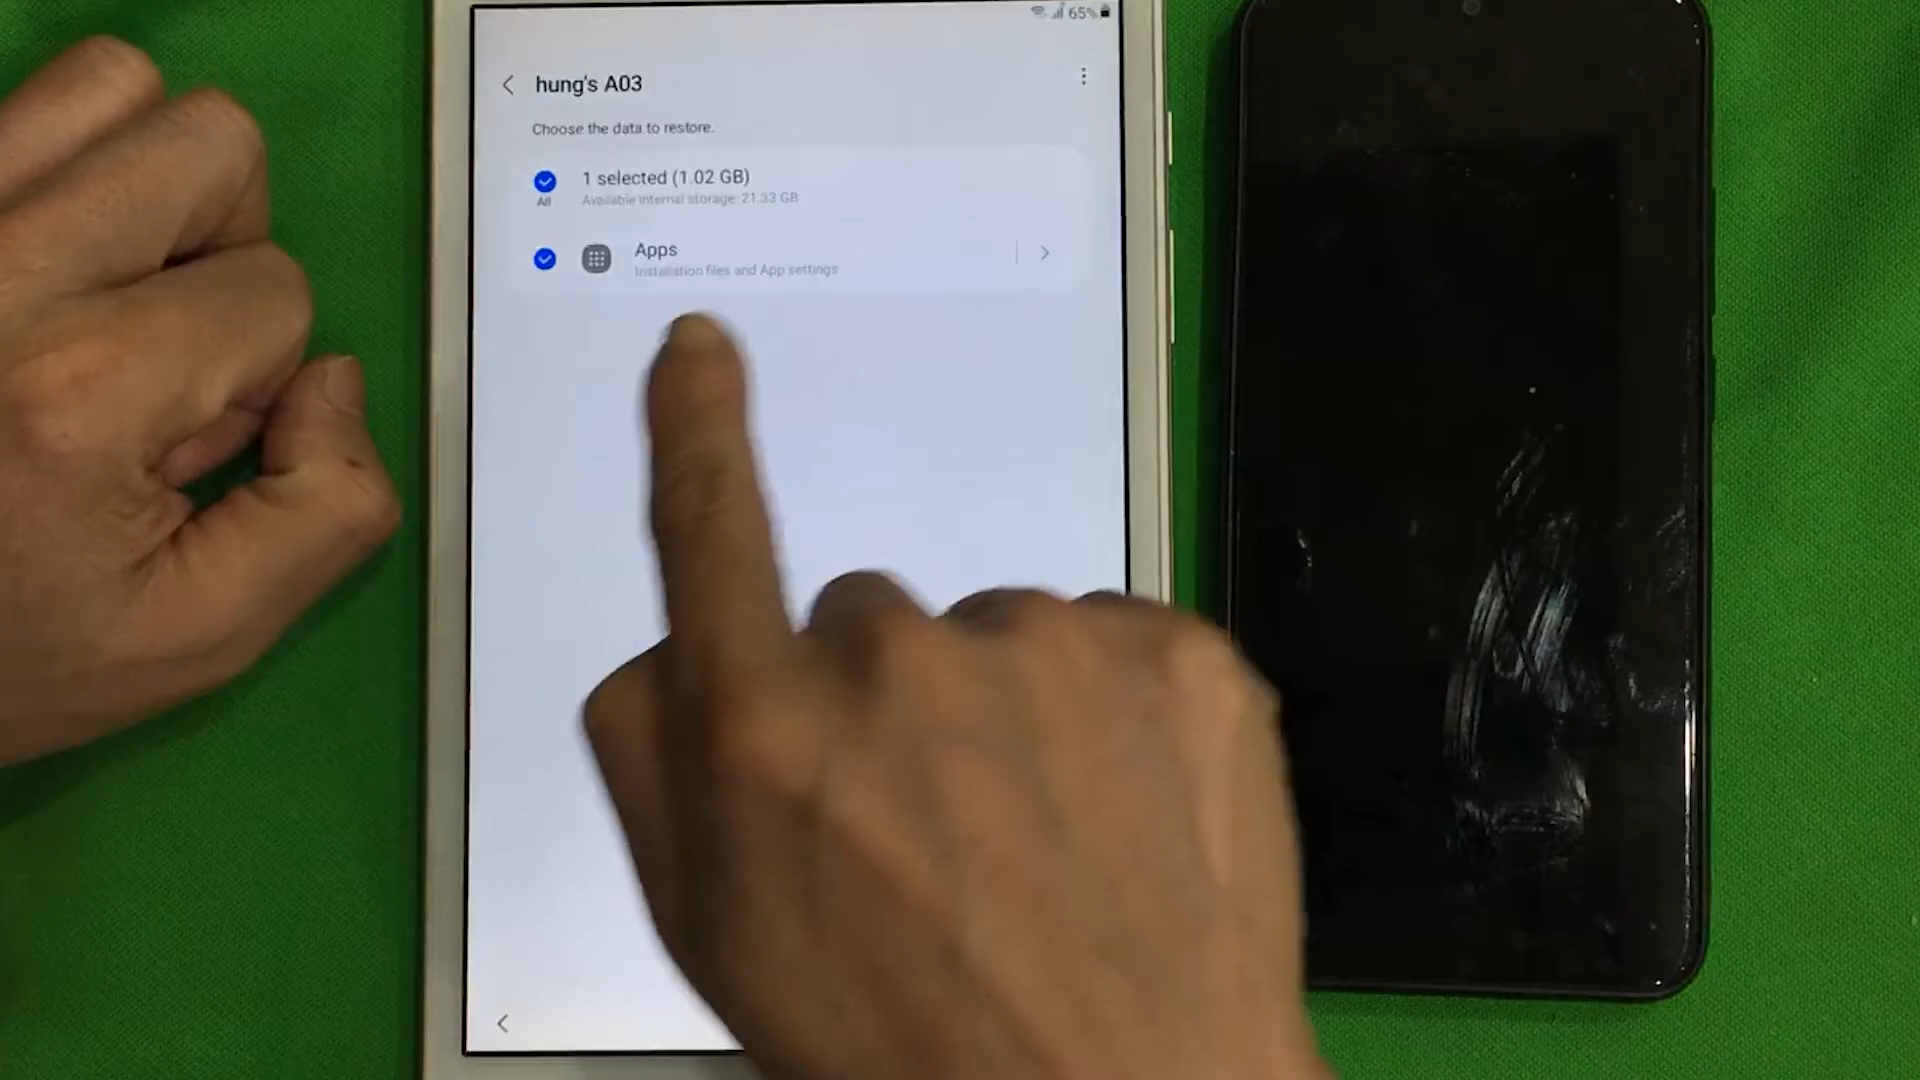 65%
hung's A03
Choose the data to restore.
1 selected (1.02 GB)
All
Available internal storage: 21.33 GB
Apps
Installation files and App settings